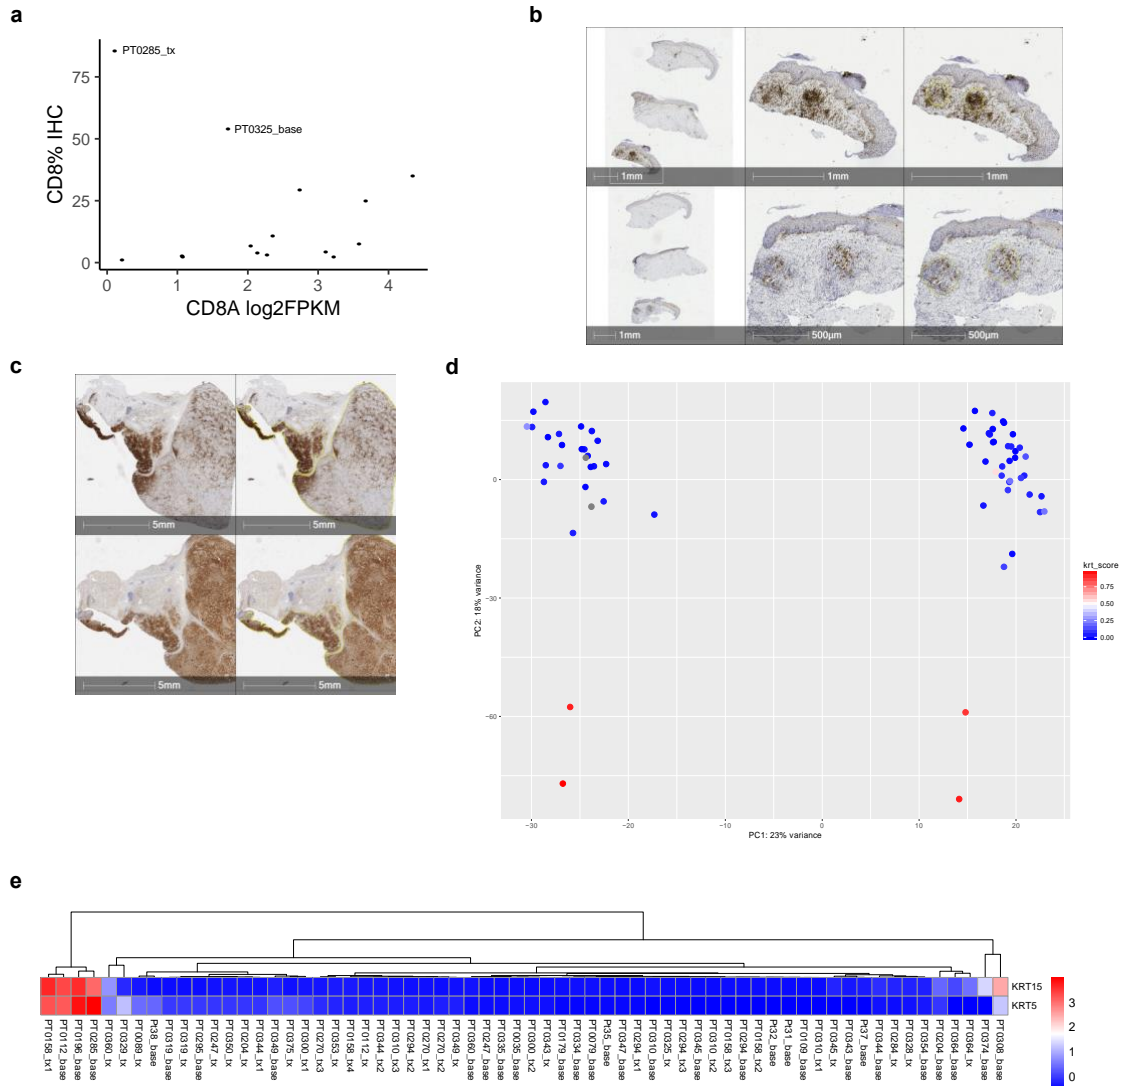 a
PT0285_tx
PT0325_base
CD8% IHC
75
50
25
0
0 1 2 3 4
CD8A log2FPKM
b
1mm 1mm 1mm
1mm 500µm 500µm
c
5mm 5mm
5mm 5mm
d
0
−30
−60
PC2: 18% variance
−30 −20 −10 0 10 20
PC1: 23% variance
krt_score
0.75
0.50
0.25
0.00
e
KRT15
KRT5
3
2
1
0
PT0158_tx1
PT0112_base
PT0196_base
PT0285_base
PT0360_tx
PT0329_tx
PT0089_tx
Pt38_base
PT0319_base
PT0319_tx
PT0295_base
PT0247_tx
PT0350_tx
PT0204_tx
PT0344_tx1
PT0349_base
PT0375_tx
PT0300_tx1
PT0270_tx3
PT0353_tx
PT0158_tx4
PT0112_tx
PT0344_tx2
PT0310_tx3
PT0294_tx2
PT0270_tx1
PT0270_tx2
PT0349_tx
PT0360_base
PT0247_base
PT0285_tx
PT0035_base
PT0300_tx2
PT0343_tx
PT0179_base
PT0334_base
PT0079_base
Pt35_base
PT0347_base
PT0294_tx1
PT0310_base
PT0325_base
PT0294_tx3
PT0345_base
PT0310_tx2
PT0158_tx3
PT0294_base
PT0158_tx2
Pt32_base
Pt31_base
PT0109_base
PT0310_tx1
PT0345_tx
PT0343_base
Pt37_base
PT0344_base
PT0284_tx
PT0328_tx
PT0354_base
PT0204_base
PT0364_base
PT0364_tx
PT0374_base
PT0308_base